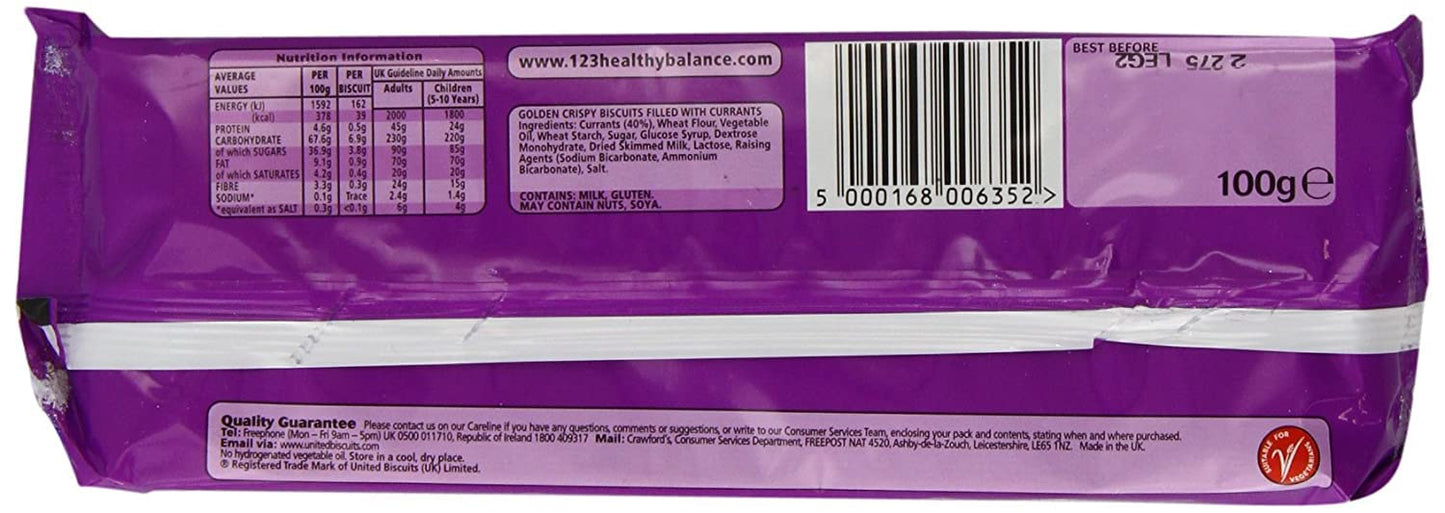 Nutrition Information
AVERAGE VALUES PER 100g PER BISCUIT UK Guideline Daily Amounts Adults Children (5-10 Years)
ENERGY (kJ) 1592 162
(kcal) 378 39 2000 1800
PROTEIN 4.6g 0.5g 45g 24g
CARBOHYDRATE 67.6g 6.9g 230g 220g
of which SUGARS 36.9g 3.8g 90g 85g
FAT 9.1g 0.9g 70g 70g
of which SATURATES 4.2g 0.4g 20g 20g
FIBRE 3.3g 0.3g 24g 15g
SODIUM* 0.1g Trace 2.4g 1.4g
*equivalent as SALT 0.3g <0.1g 6g 4g
www.123healthybalance.com
GOLDEN CRISPY BISCUITS FILLED WITH CURRANTS
Ingredients: Currants (40%), Wheat Flour, Vegetable
Oil, Wheat Starch, Sugar, Glucose Syrup, Dextrose
Monohydrate, Dried Skimmed Milk, Lactose, Raising
Agents (Sodium Bicarbonate, Ammonium
Bicarbonate), Salt.
CONTAINS: MILK, GLUTEN.
MAY CONTAIN NUTS, SOYA.
5 000168 006352 >
BEST BEFORE
2 275 LEG2
100g e
Quality Guarantee Please contact us on our Careline if you have any questions, comments or suggestions, or write to our Consumer Services Team, enclosing your pack and contents, stating when and where purchased.
Tel: Freephone (Mon – Fri 9am – 5pm) UK 0500 011710, Republic of Ireland 1800 409317 Mail: Crawford's, Consumer Services Department, FREEPOST NAT 4520, Ashby-de-la-Zouch, Leicestershire, LE65 1NZ. Made in the UK.
Email via: www.unitedbiscuits.com
No hydrogenated vegetable oil. Store in a cool, dry place.
® Registered Trade Mark of United Biscuits (UK) Limited.
SUITABLE FOR VEGETARIANS